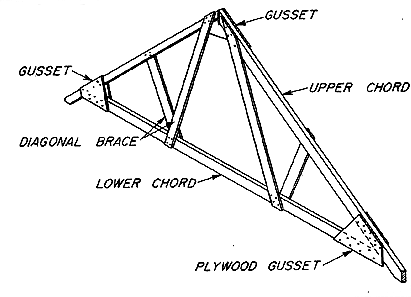 GUSSET
GUSSET
UPPER CHORD
DIAGONAL BRACE
LOWER CHORD
PLYWOOD GUSSET